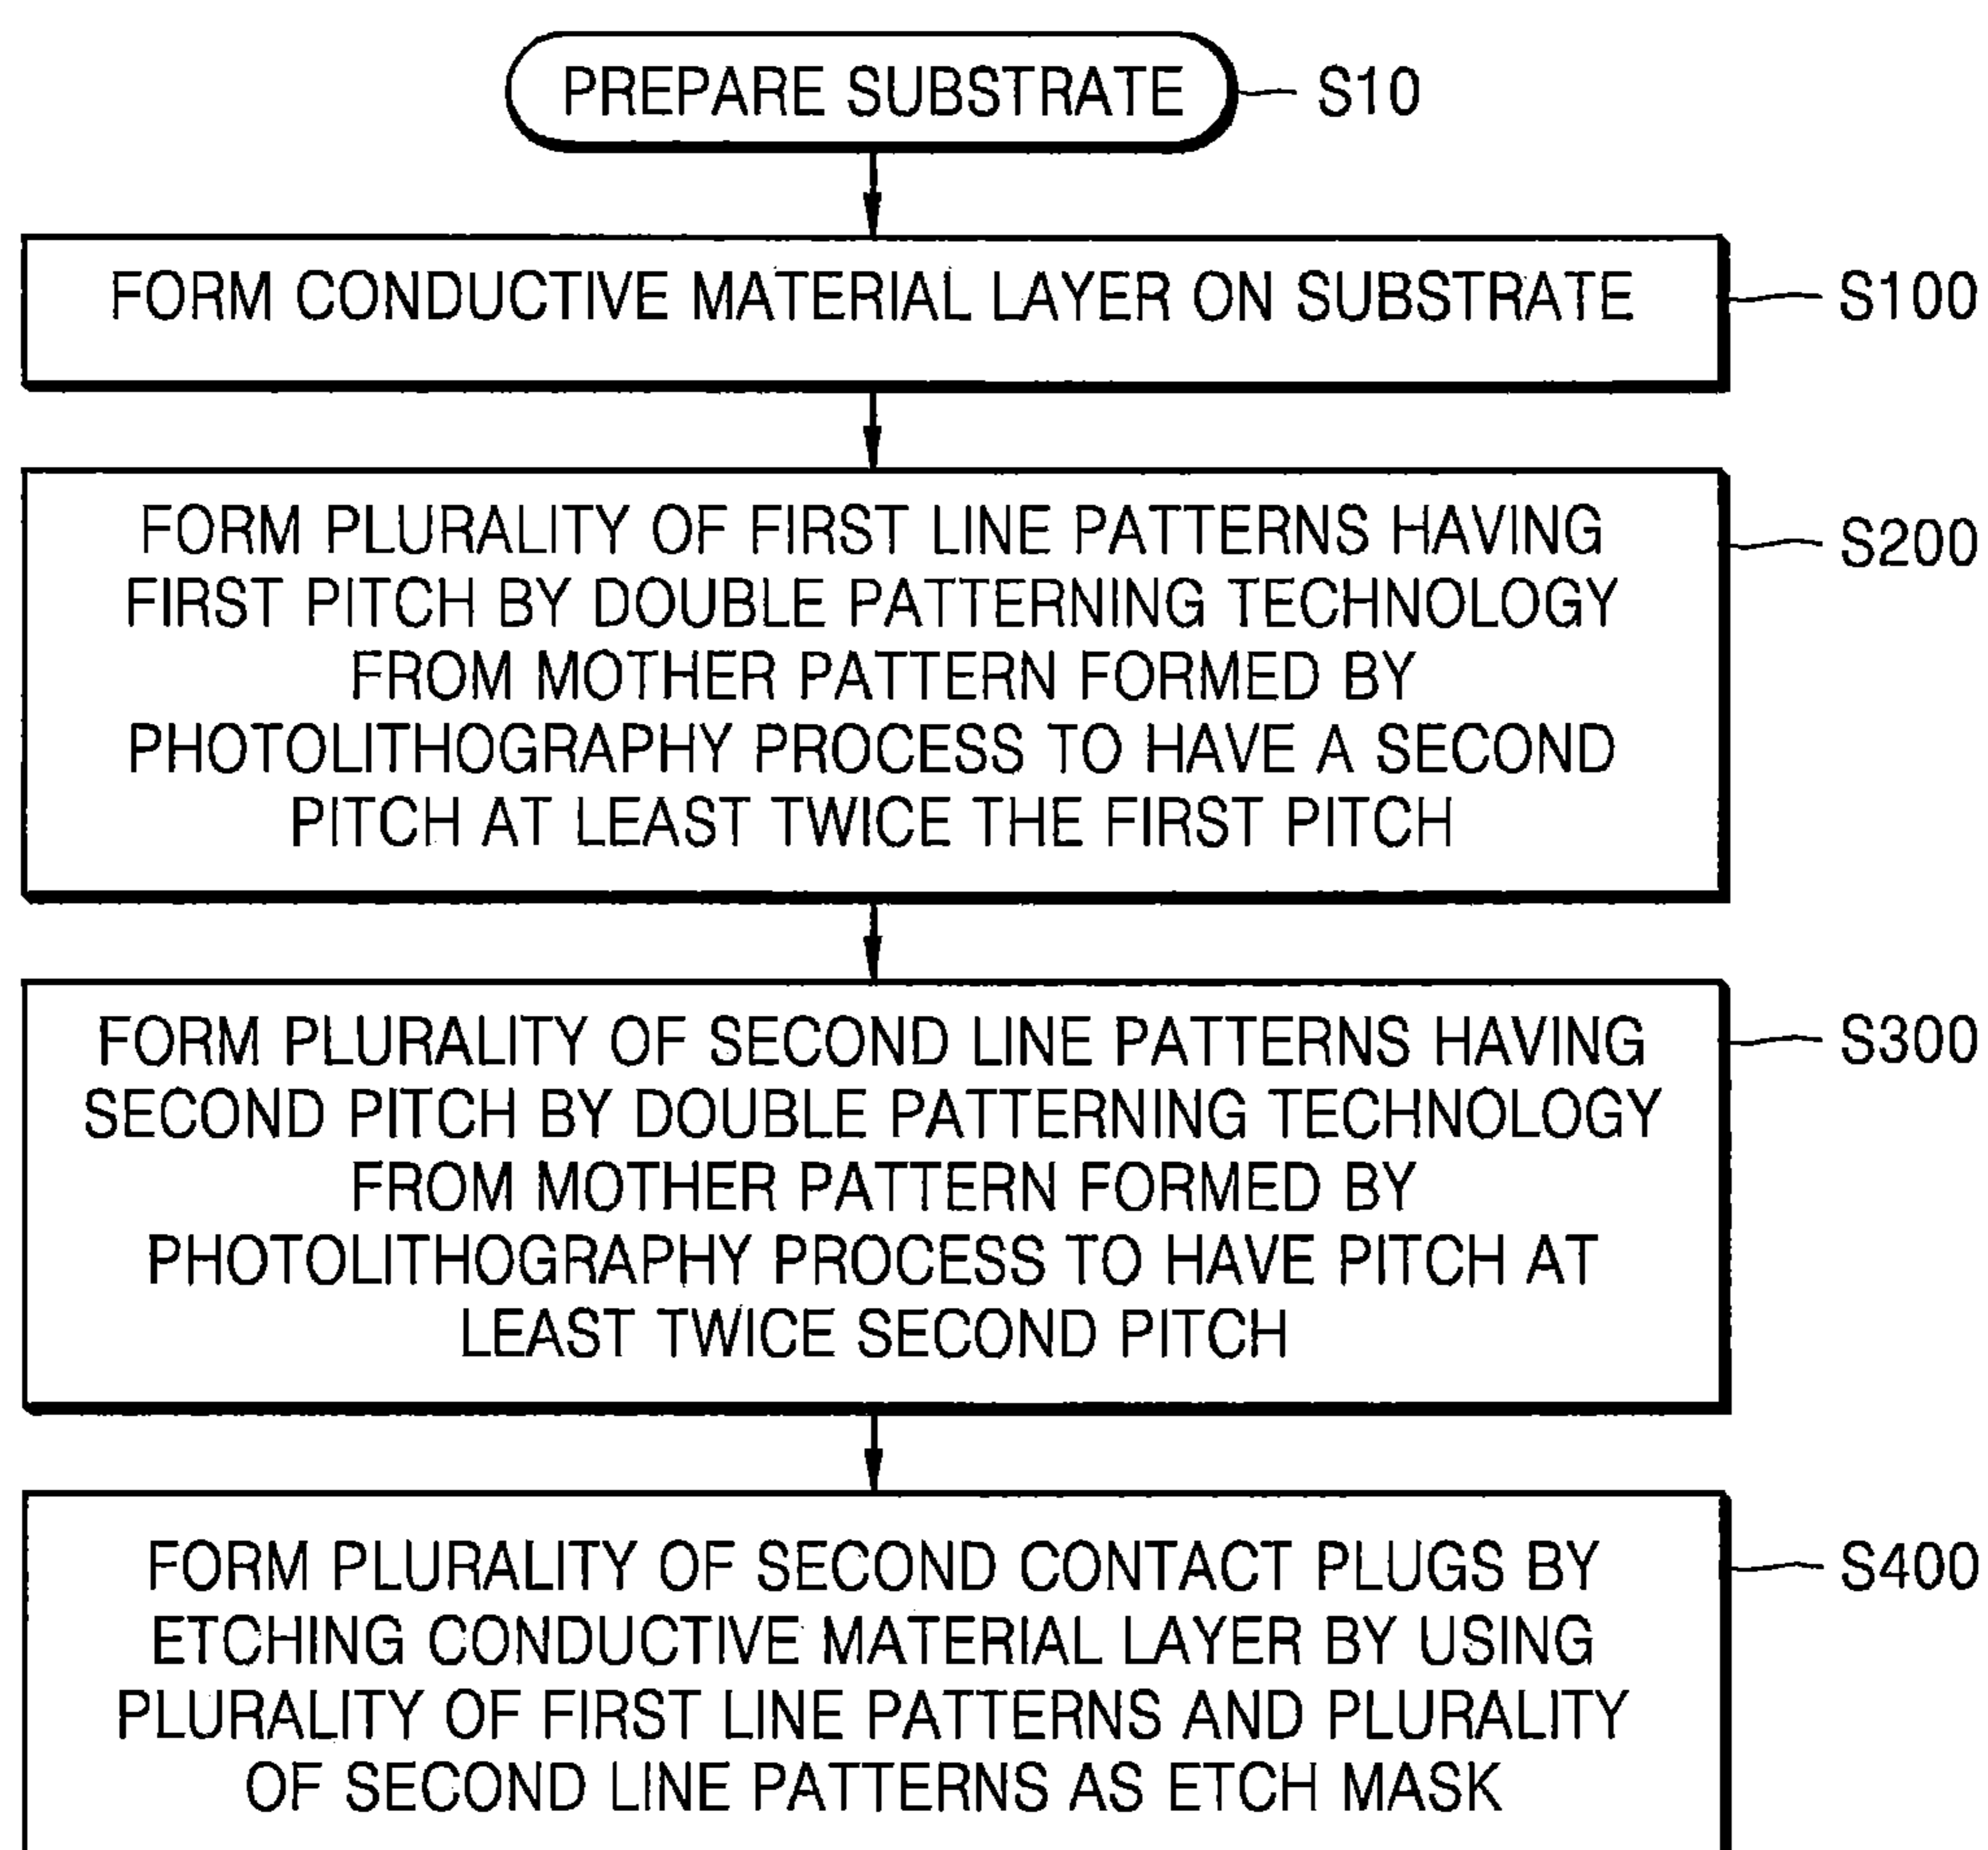 PREPARE SUBSTRATE S10
FORM CONDUCTIVE MATERIAL LAYER ON SUBSTRATE S100
FORM PLURALITY OF FIRST LINE PATTERNS HAVING S200
FIRST PITCH BY DOUBLE PATTERNING TECHNOLOGY
FROM MOTHER PATTERN FORMED BY
PHOTOLITHOGRAPHY PROCESS TO HAVE A SECOND
PITCH AT LEAST TWICE THE FIRST PITCH
FORM PLURALITY OF SECOND LINE PATTERNS HAVING S300
SECOND PITCH BY DOUBLE PATTERNING TECHNOLOGY
FROM MOTHER PATTERN FORMED BY
PHOTOLITHOGRAPHY PROCESS TO HAVE PITCH AT
LEAST TWICE SECOND PITCH
FORM PLURALITY OF SECOND CONTACT PLUGS BY S400
ETCHING CONDUCTIVE MATERIAL LAYER BY USING
PLURALITY OF FIRST LINE PATTERNS AND PLURALITY
OF SECOND LINE PATTERNS AS ETCH MASK